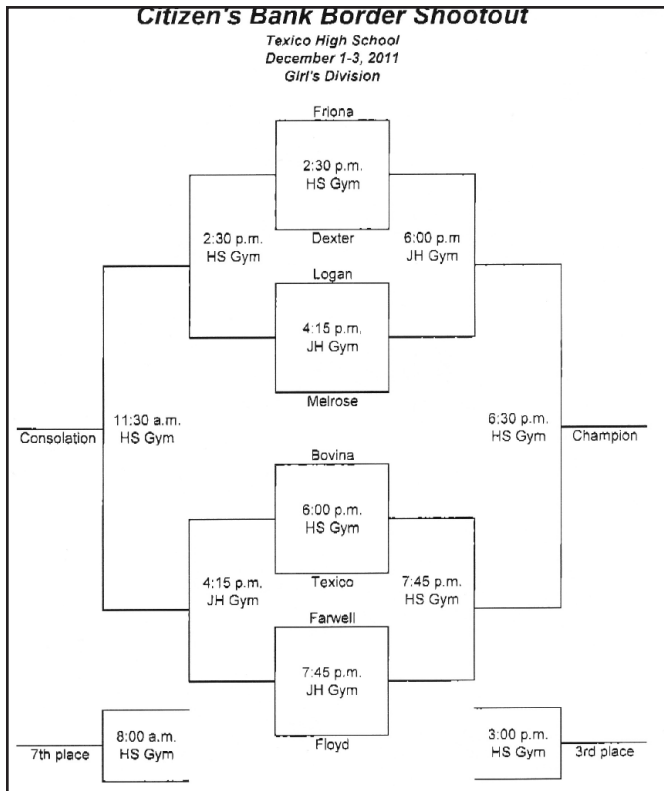 Citizen's Bank Border Shootout
Texico High School
December 1-3, 2011
Girl's Division
Friona
2:30 p.m.
HS Gym
Dexter
2:30 p.m.
HS Gym
6:00 p.m
JH Gym
Logan
4:15 p.m.
JH Gym
Melrose
11:30 a.m.
HS Gym
Consolation
6:30 p.m.
HS Gym
Champion
Bovina
6:00 p.m.
HS Gym
Texico
4:15 p.m.
JH Gym
7:45 p.m.
HS Gym
Farwell
7:45 p.m.
JH Gym
Floyd
8:00 a.m.
HS Gym
7th place
3:00 p.m.
HS Gym
3rd place